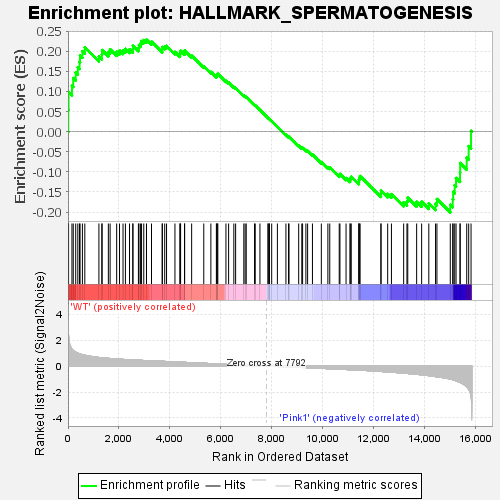 Enrichment plot: HALLMARK_SPERMATOGENESIS
Enrichment score (ES)
0.25
0.20
0.15
0.10
0.05
0.00
-0.05
-0.10
-0.15
-0.20
'WT' (positively correlated)
Ranked list metric (Signal2Noise)
4
2
0
-2
-4
Zero cross at 7792
'Pink1' (negatively correlated)
0
2,000
4,000
6,000
8,000
10,000
12,000
14,000
16,000
Rank in Ordered Dataset
Enrichment profile
Hits
Ranking metric scores